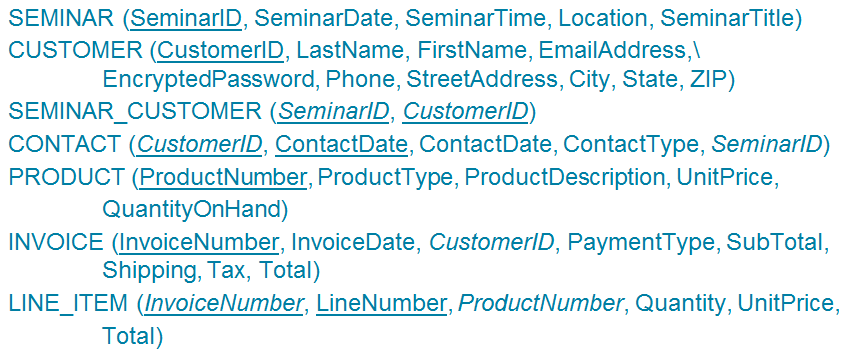 SEMINAR (SeminarID, SeminarDate, SeminarTime, Location, SeminarTitle)
CUSTOMER (CustomerID, LastName, FirstName, EmailAddress,\
EncryptedPassword, Phone, StreetAddress, City, State, ZIP)
SEMINAR_CUSTOMER (SeminarID, CustomerID)
CONTACT (CustomerID, ContactDate, ContactDate, ContactType, SeminarID)
PRODUCT (ProductNumber, ProductType, ProductDescription, UnitPrice,
QuantityOnHand)
INVOICE (InvoiceNumber, InvoiceDate, CustomerID, PaymentType, SubTotal,
Shipping, Tax, Total)
LINE_ITEM (InvoiceNumber, LineNumber, ProductNumber, Quantity, UnitPrice,
Total)